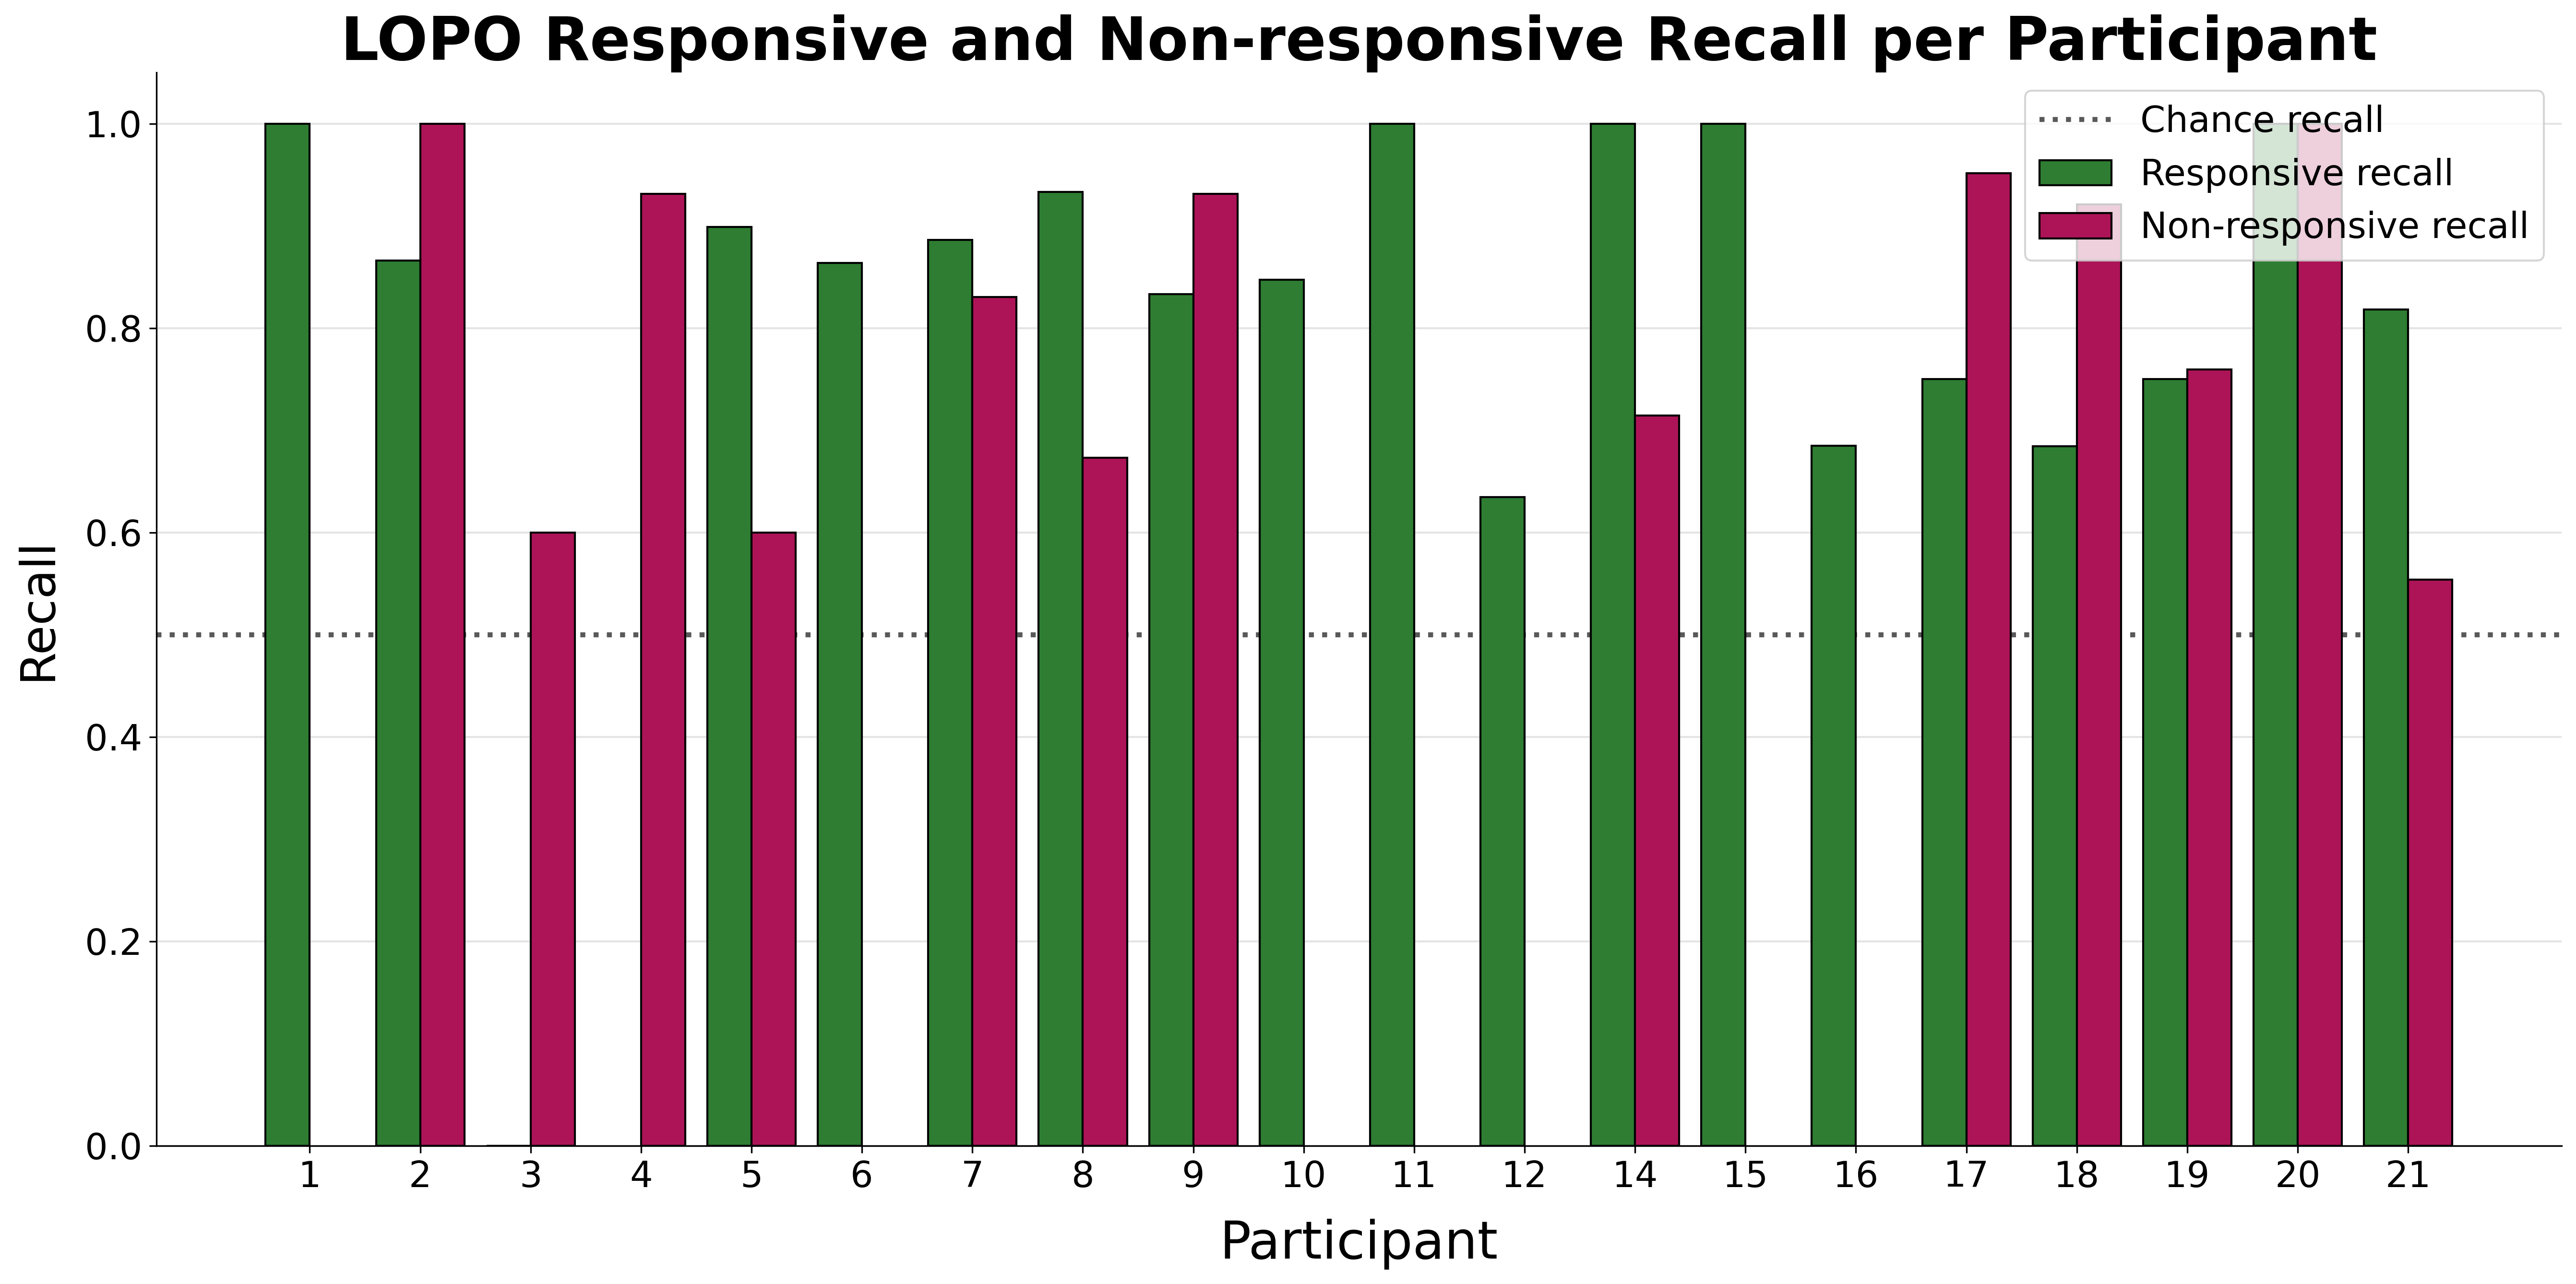 LOPO Responsive and Non-responsive Recall per Participant
Chance recall
Responsive recall
Non-responsive recall
Recall
1.0
0.8
0.6
0.4
0.2
0.0
1 2 3 4 5 6 7 8 9 10 11 12 14 15 16 17 18 19 20 21
Participant